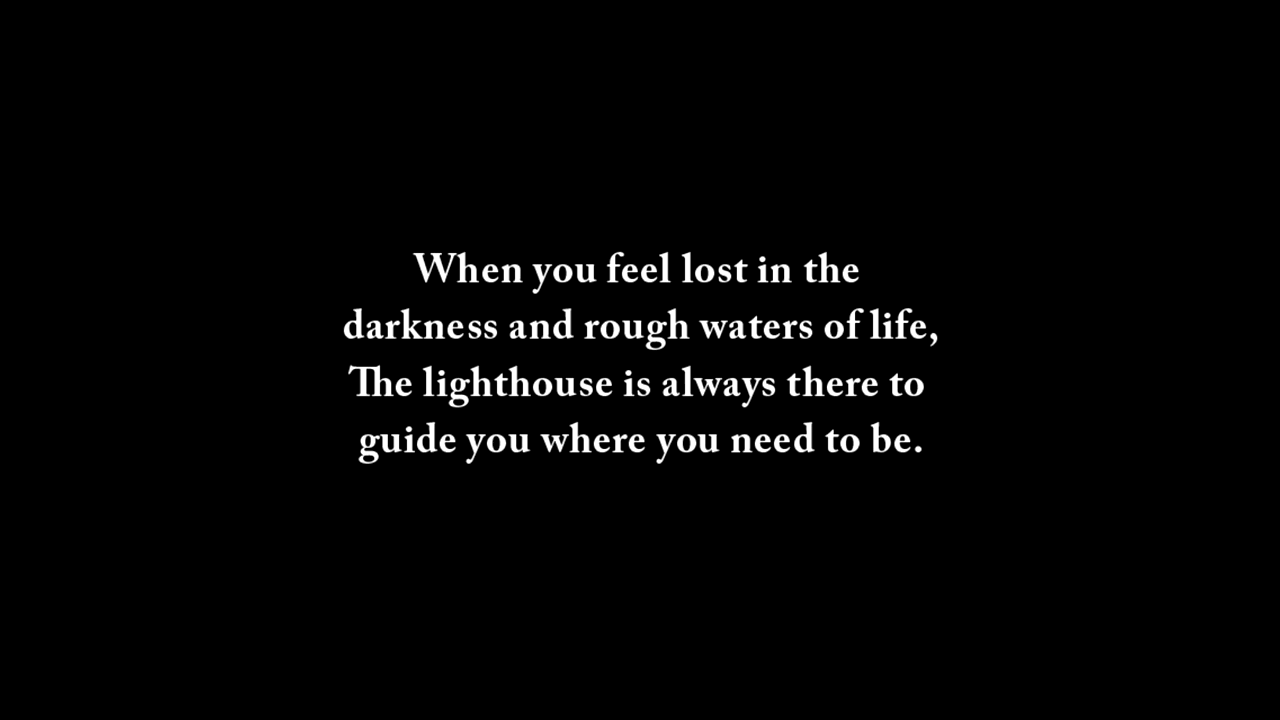 When you feel lost in the
darkness and rough waters of life,
The lighthouse is always there to
guide you where you need to be.